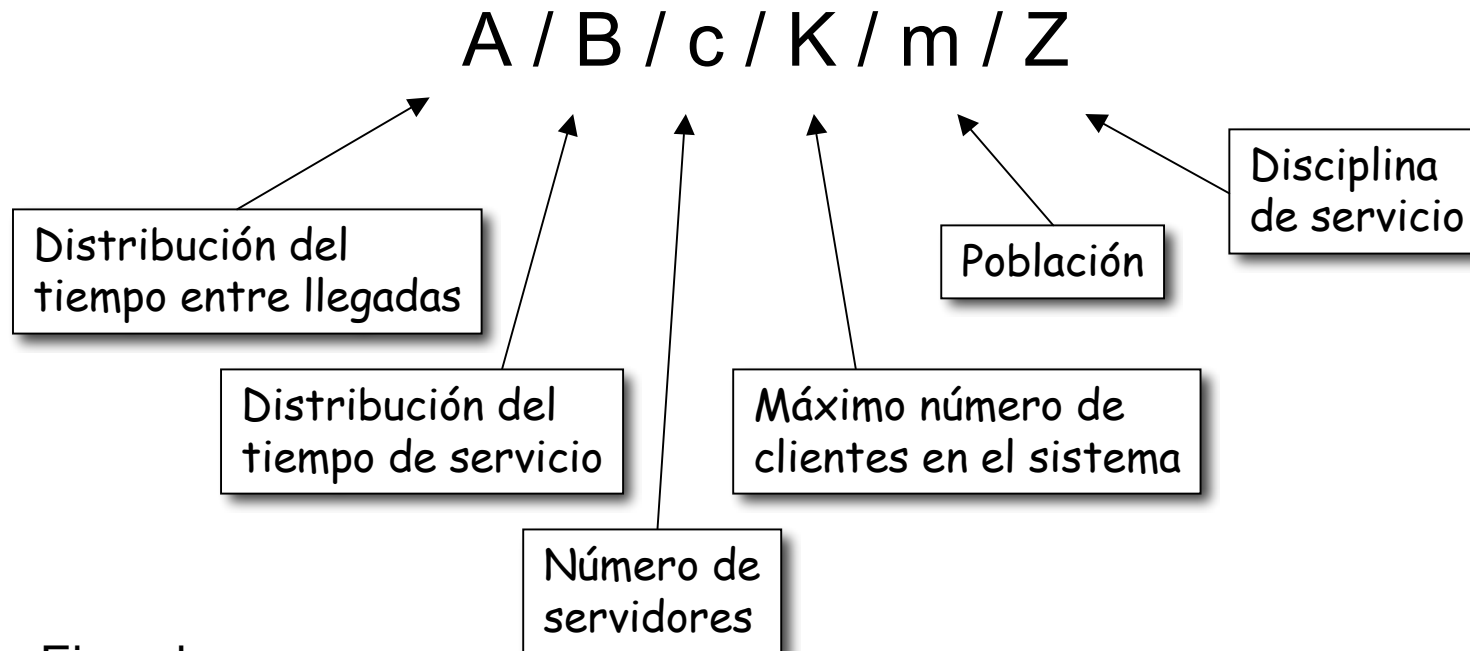 A / B / c / K / m / Z
Distribución del
tiempo entre llegadas
Distribución del
tiempo de servicio
Número de
servidores
Máximo número de
clientes en el sistema
Población
Disciplina
de servicio